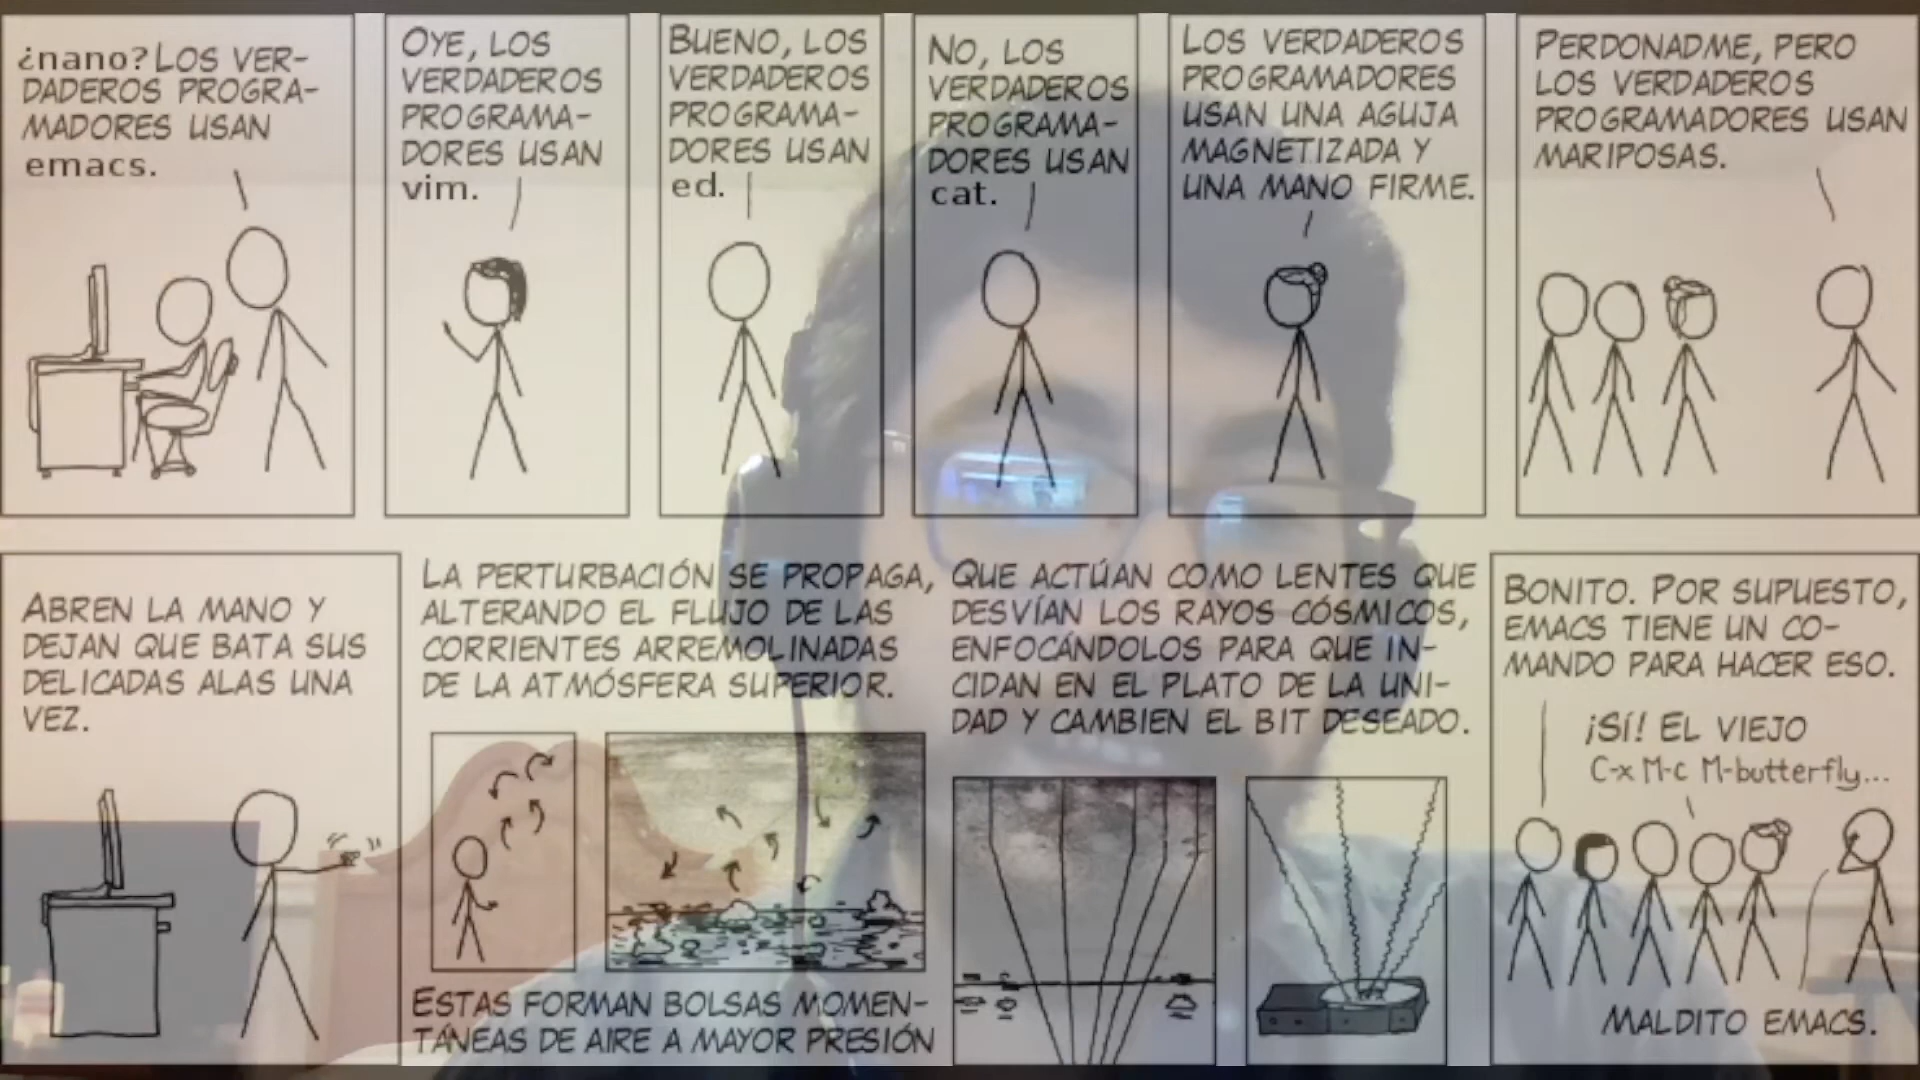 ¿nano? LOS VER-
DADEROS PROGRA-
MADORES USAN
emacs.
OYE, LOS
VERDADEROS
PROGRAMA-
DORES USAN
vim.
BUENO, LOS
VERDADEROS
PROGRAMA-
DORES USAN
ed.
NO, LOS
VERDADEROS
PROGRAMA-
DORES USAN
cat.
LOS VERDADEROS
PROGRAMADORES
USAN UNA AGUJA
MAGNETIZADA Y
UNA MANO FIRME.
PERDONADME, PERO
LOS VERDADEROS
PROGRAMADORES USAN
MARIPOSAS.
ABREN LA MANO Y
DEJAN QUE BATA SUS
DELICADAS ALAS UNA
VEZ.
LA PERTURBACIÓN SE PROPAGA,
ALTERANDO EL FLUJO DE LAS
CORRIENTES ARREMOLINADAS
DE LA ATMÓSFERA SUPERIOR.
ESTAS FORMAN BOLSAS MOMEN-
TÁNEAS DE AIRE A MAYOR PRESIÓN
QUE ACTÚAN COMO LENTES QUE
DESVÍAN LOS RAYOS CÓSMICOS,
ENFOCÁNDOLOS PARA QUE IN-
CIDAN EN EL PLATO DE LA UNI-
DAD Y CAMBIEN EL BIT DESEADO.
BONITO. POR SUPUESTO,
EMACS TIENE UN CO-
MANDO PARA HACER ESO.
¡SÍ! EL VIEJO
C-x M-c M-butterfly...
MALDITO EMACS.